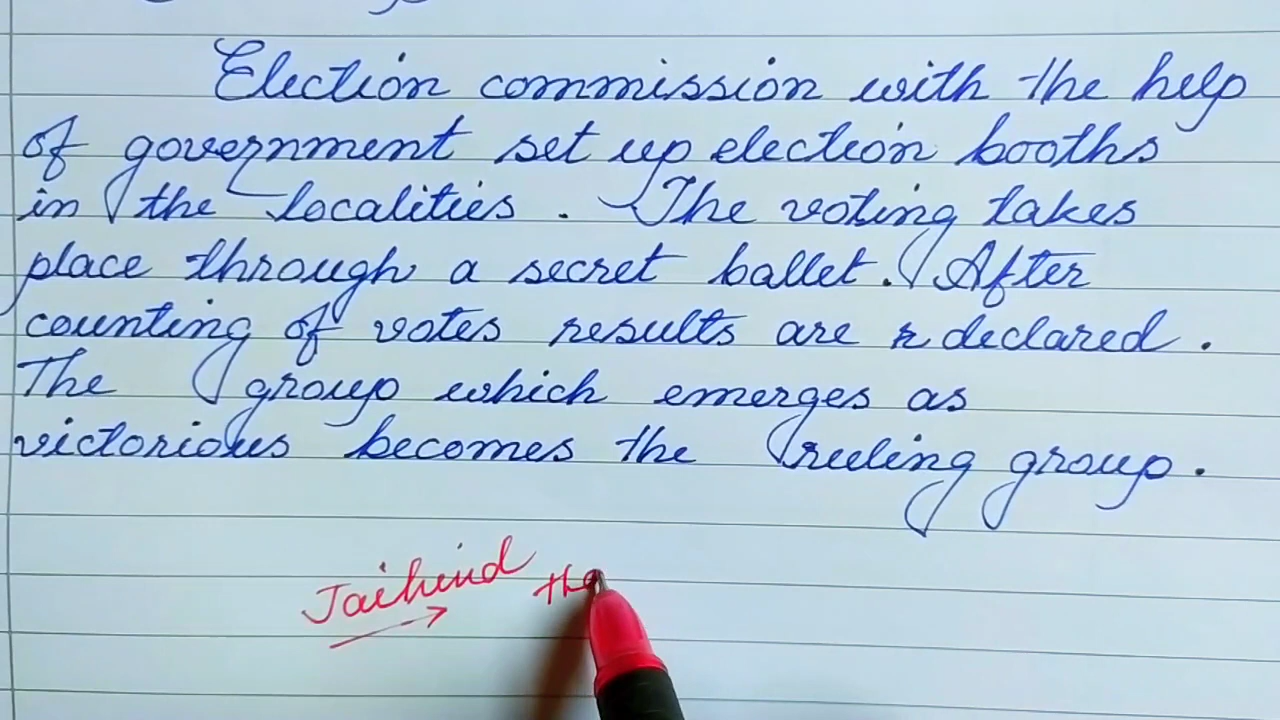 Election commission with the help
of government set up election booths
in the localities. The voting takes
place through a secret ballet. After
counting of votes results are r declared.
The group which emerges as
victorious becomes the ruling group.
Jaihind